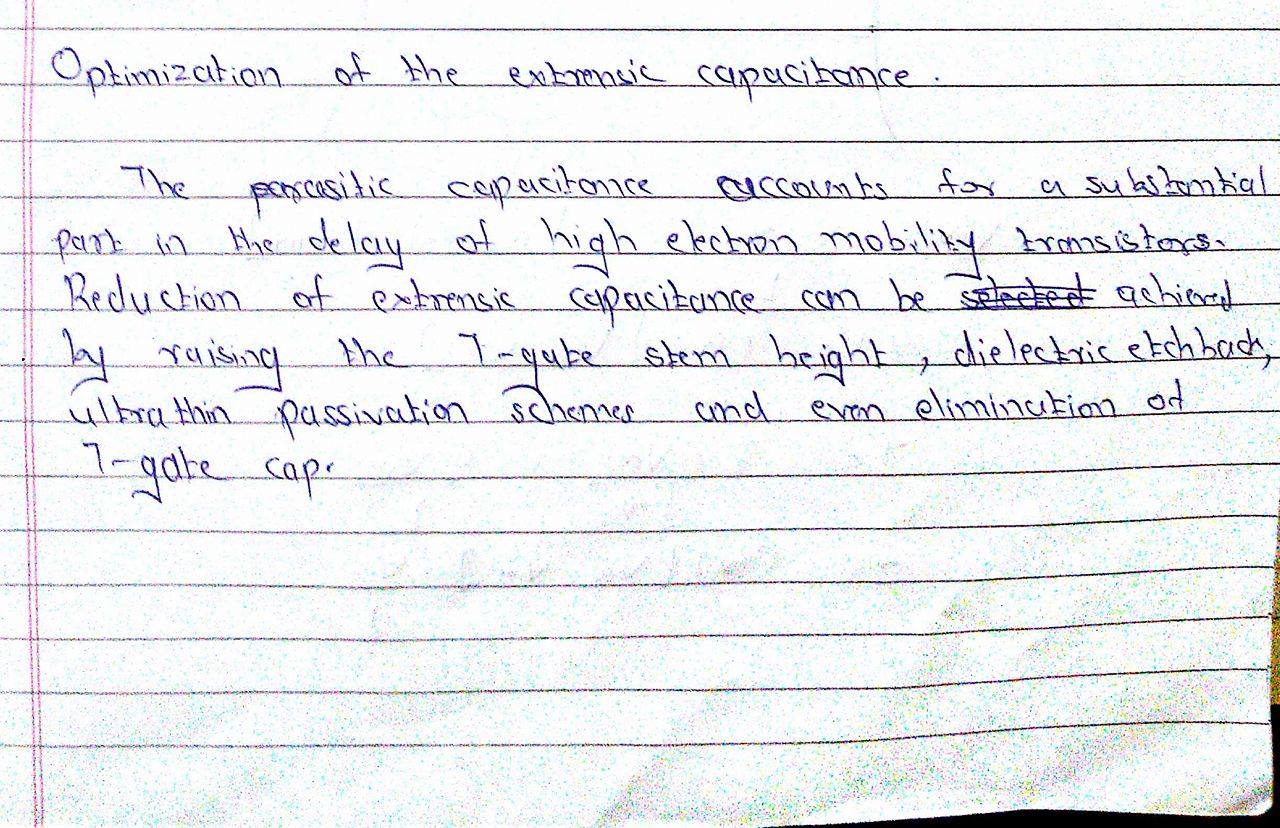 Optimization of the extrensic capacitance.
The parasitic capacitance accounts for a substantial
part in the delay of high electron mobility transistors.
Reduction of extrensic capacitance can be selected achieved
by raising the T-gate stem height, dielectric etchback,
ultrathin passivation schemes and even elimination of
T-gate cap.